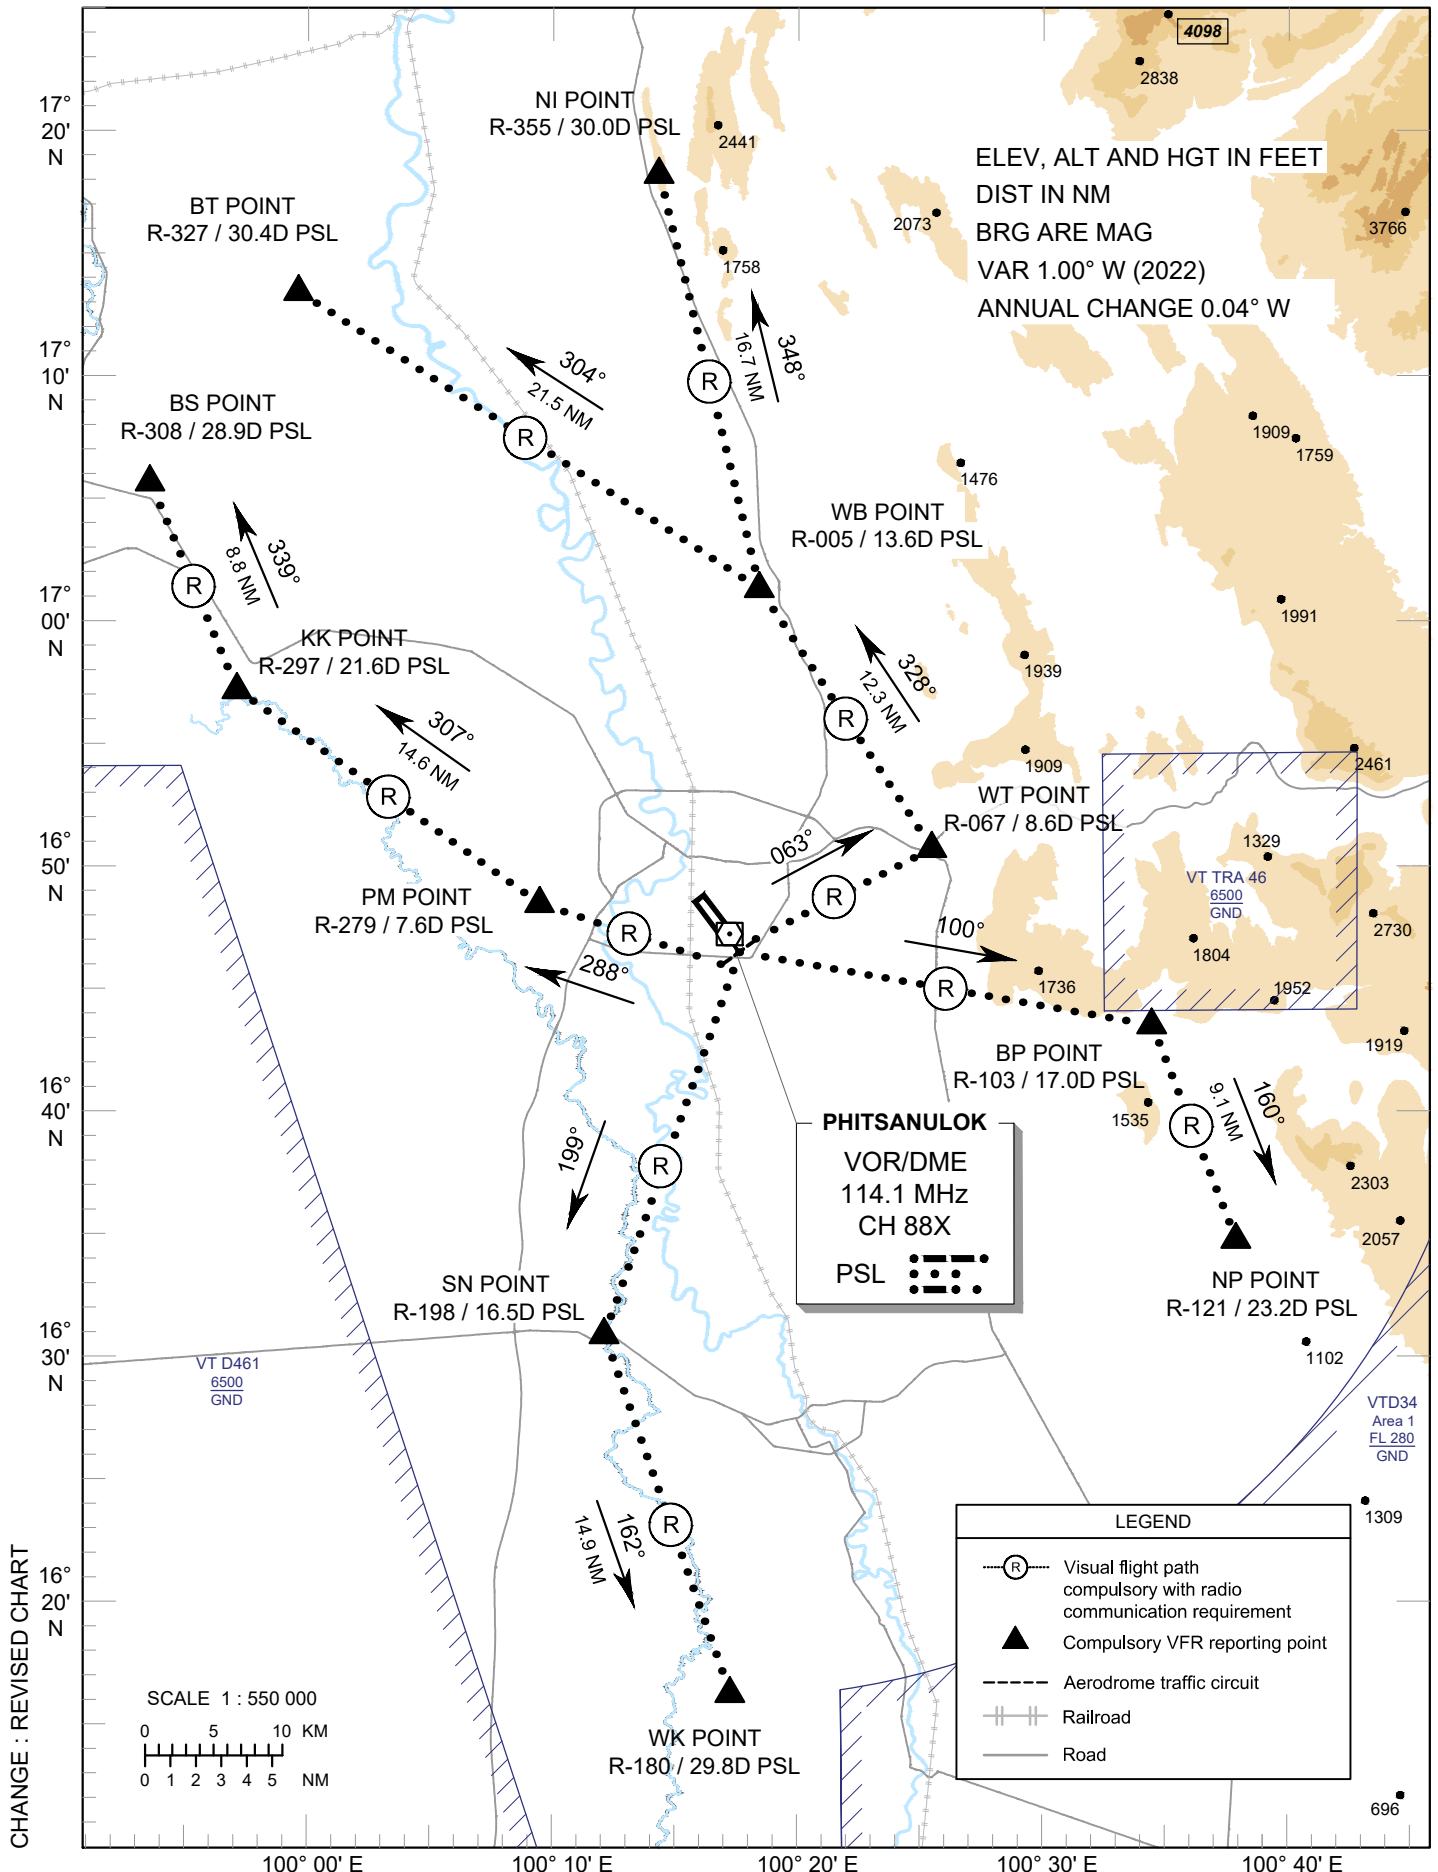 4098
2838
NI POINT
R-355 / 30.0D PSL
2441
17°
20'
N
ELEV, ALT AND HGT IN FEET
DIST IN NM
BRG ARE MAG
VAR 1.00° W (2022)
ANNUAL CHANGE 0.04° W
BT POINT
R-327 / 30.4D PSL
2073
3766
1758
348°
16.7 NM
304°
21.5 NM
17°
10'
N
R
R
BS POINT
R-308 / 28.9D PSL
1909
1759
1476
WB POINT
R-005 / 13.6D PSL
339°
8.8 NM
R
17°
00'
N
1991
KK POINT
R-297 / 21.6D PSL
1939
328°
12.3 NM
R
307°
14.6 NM
1909
2461
R
WT POINT
R-067 / 8.6D PSL
063°
16°
50'
N
1329
VT TRA 46
6500
GND
PM POINT
R-279 / 7.6D PSL
R
R
2730
100°
1804
288°
R
1736
1952
1919
BP POINT
R-103 / 17.0D PSL
16°
40'
N
1535
160°
9.1 NM
R
PHITSANULOK
VOR/DME
114.1 MHz
CH 88X
PSL
199°
R
2303
2057
SN POINT
R-198 / 16.5D PSL
NP POINT
R-121 / 23.2D PSL
16°
30'
N
VT D461
6500
GND
1102
VTD34
Area 1
FL 280
GND
162°
14.9 NM
R
1309
LEGEND
R
Visual flight path
compulsory with radio
communication requirement
Compulsory VFR reporting point
Aerodrome traffic circuit
Railroad
Road
16°
20'
N
CHANGE : REVISED CHART
SCALE 1 : 550 000
0 5 10 KM
0 1 2 3 4 5 NM
WK POINT
R-180 / 29.8D PSL
696
100° 00' E
100° 10' E
100° 20' E
100° 30' E
100° 40' E